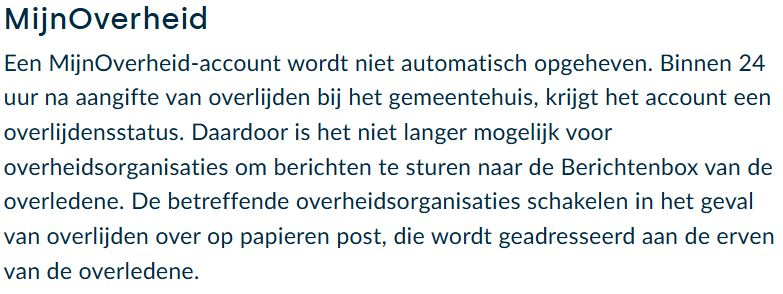 MijnOverheid
Een MijnOverheid-account wordt niet automatisch opgeheven. Binnen 24
uur na aangifte van overlijden bij het gemeentehuis, krijgt het account een
overlijdensstatus. Daardoor is het niet langer mogelijk voor
overheidsorganisaties om berichten te sturen naar de Berichtenbox van de
overledene. De betreffende overheidsorganisaties schakelen in het geval
van overlijden over op papieren post, die wordt geadresseerd aan de erven
van de overledene.